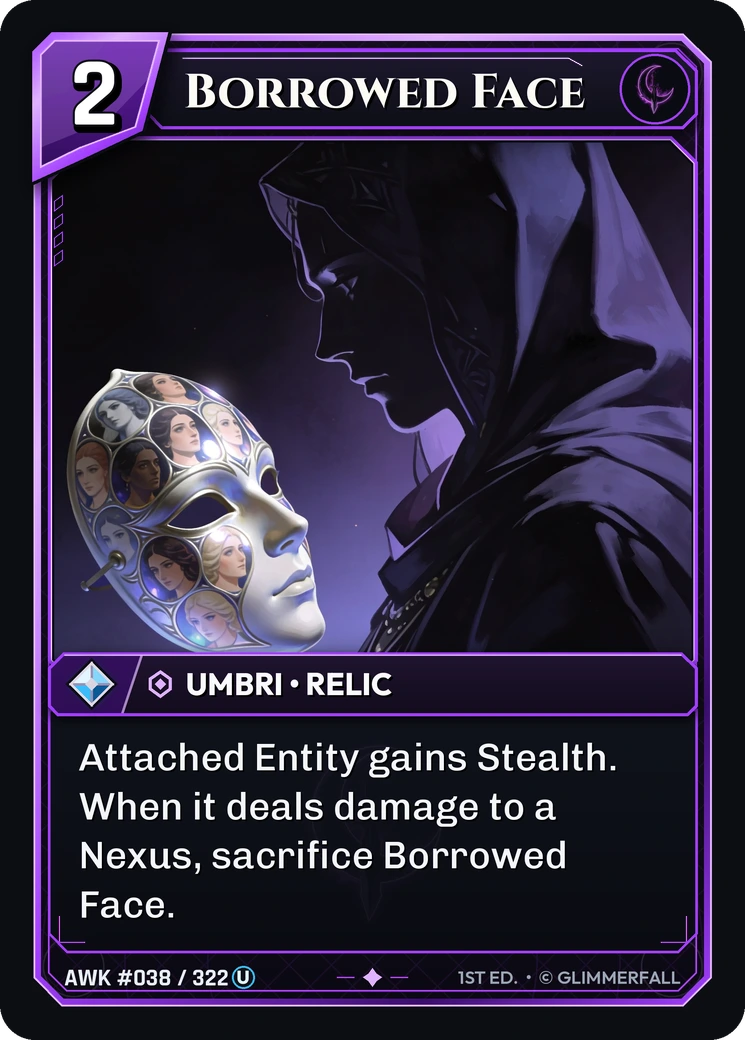 2
Borrowed Face
UMBRI • RELIC
Attached Entity gains Stealth.
When it deals damage to a
Nexus, sacrifice Borrowed
Face.
AWK #038 / 322 U
1ST ED. • © GLIMMERFALL